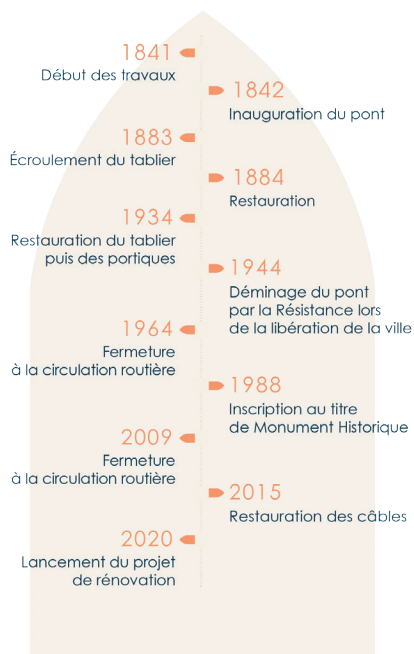 1841
Début des travaux
1842
Inauguration du pont
1883
Écroulement du tablier
1884
Restauration
1934
Restauration du tablier
puis des portiques
1944
Déminage du pont
par la Résistance lors
de la libération de la ville
1964
Fermeture
à la circulation routière
1988
Inscription au titre
de Monument Historique
2009
Fermeture
à la circulation routière
2015
Restauration des câbles
2020
Lancement du projet
de rénovation